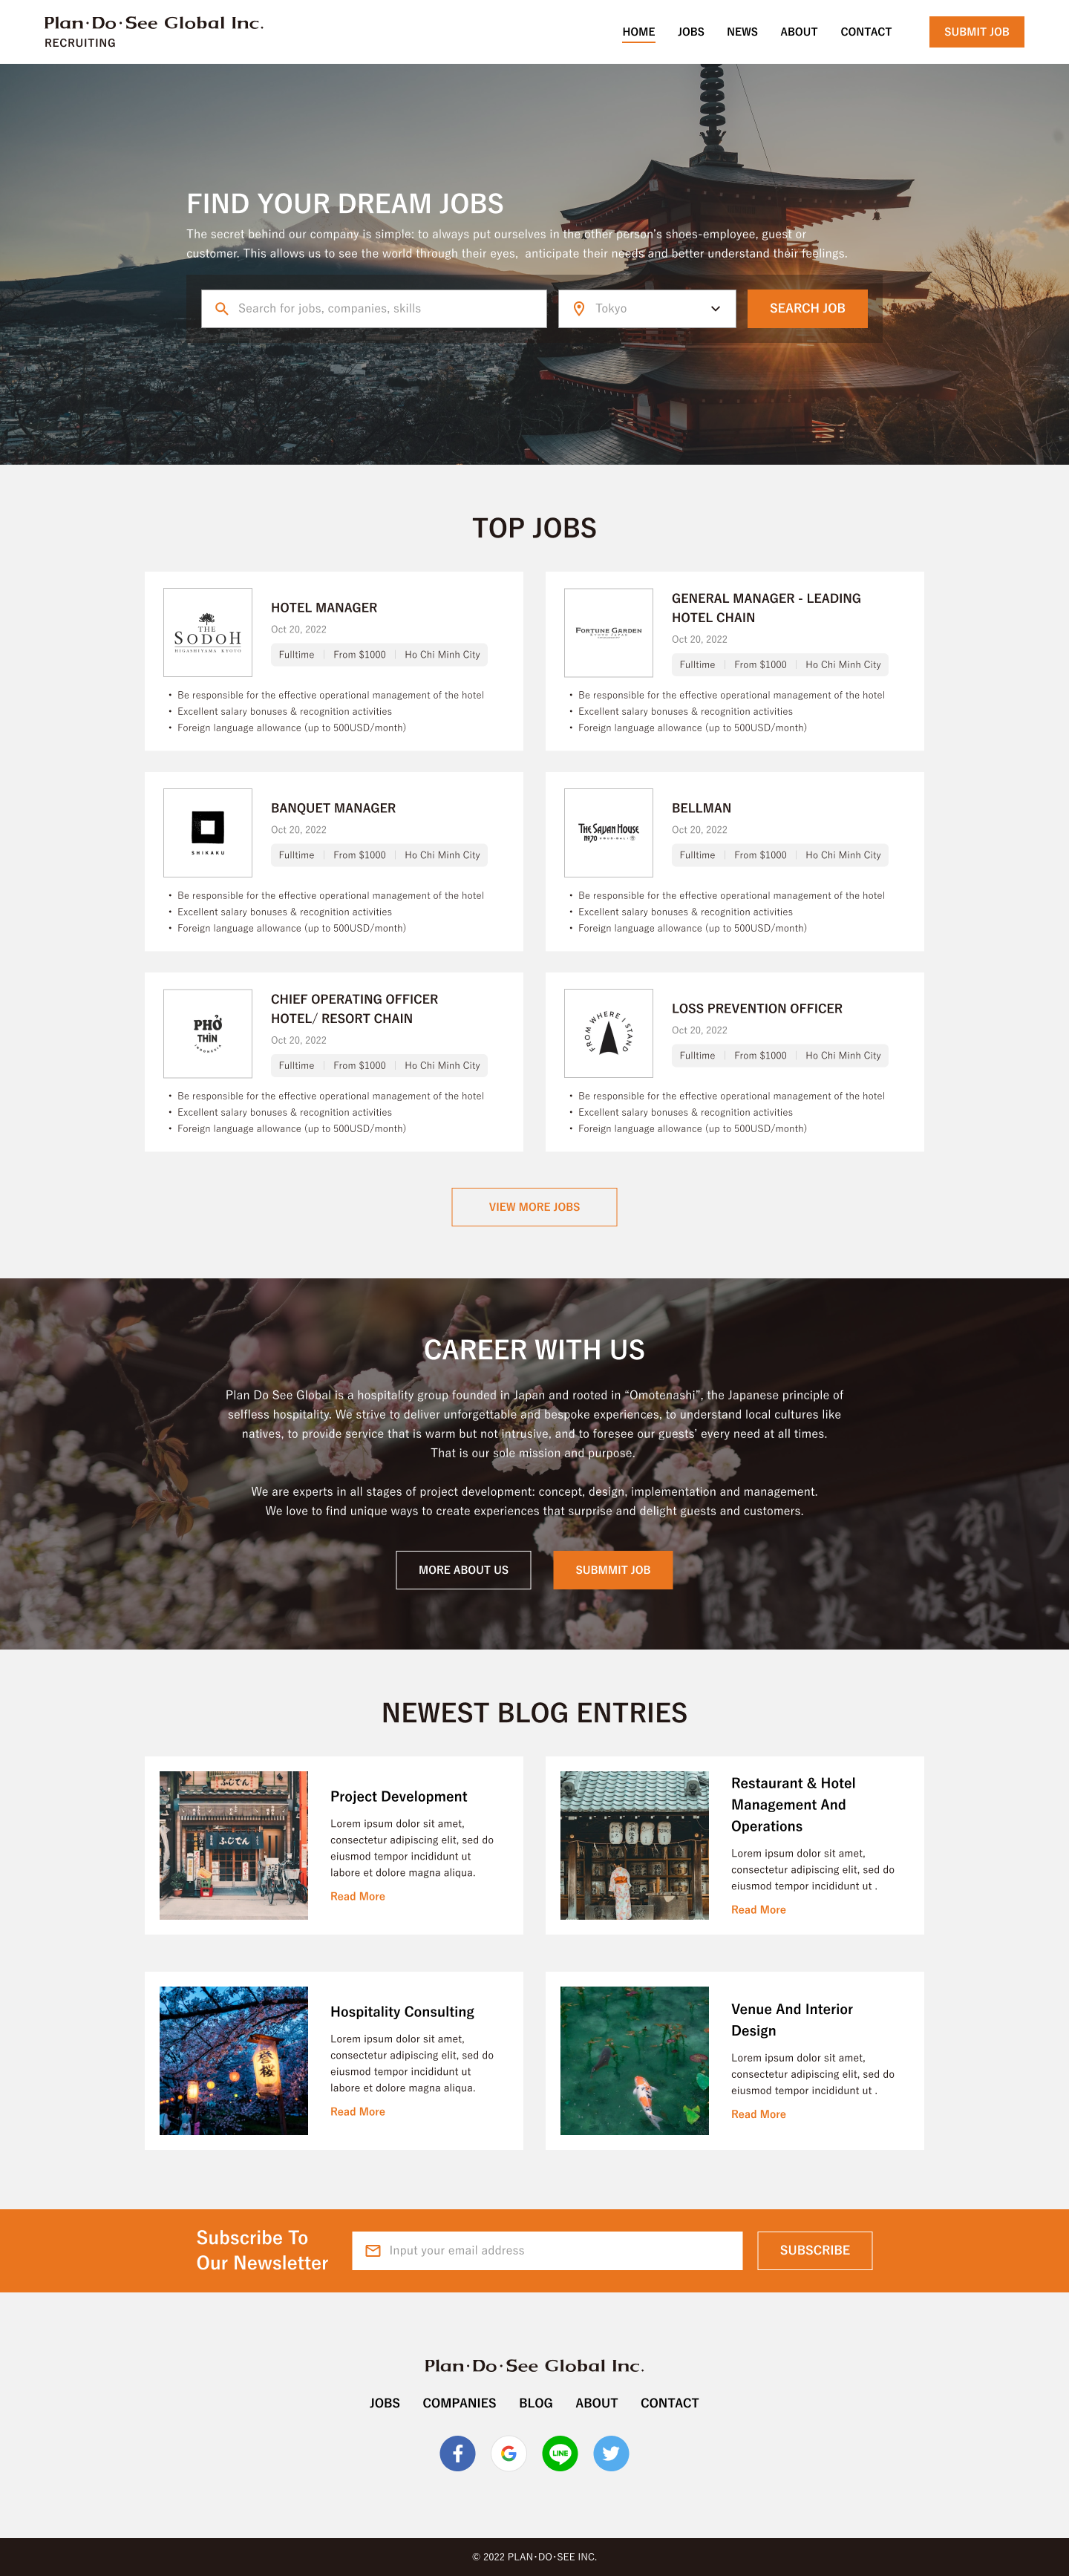 Plan·Do·See Global Inc.
RECRUITING
HOME JOBS NEWS ABOUT CONTACT SUBMIT JOB
FIND YOUR DREAM JOBS
The secret behind our company is simple: to always put ourselves in the other person's shoes-employee, guest or
customer. This allows us to see the world through their eyes, anticipate their needs and better understand their feelings.
Search for jobs, companies, skills
Tokyo
SEARCH JOB
TOP JOBS
THE
SODOH
HIGASHIYAMA KYOTO
HOTEL MANAGER
Oct 20, 2022
Fulltime | From $1000 | Ho Chi Minh City
• Be responsible for the effective operational management of the hotel
• Excellent salary bonuses & recognition activities
• Foreign language allowance (up to 500USD/month)
FORTUNE GARDEN
GENERAL MANAGER - LEADING
HOTEL CHAIN
Oct 20, 2022
Fulltime | From $1000 | Ho Chi Minh City
• Be responsible for the effective operational management of the hotel
• Excellent salary bonuses & recognition activities
• Foreign language allowance (up to 500USD/month)
SHIKAKU
BANQUET MANAGER
Oct 20, 2022
Fulltime | From $1000 | Ho Chi Minh City
• Be responsible for the effective operational management of the hotel
• Excellent salary bonuses & recognition activities
• Foreign language allowance (up to 500USD/month)
The Sayan House
BELLMAN
Oct 20, 2022
Fulltime | From $1000 | Ho Chi Minh City
• Be responsible for the effective operational management of the hotel
• Excellent salary bonuses & recognition activities
• Foreign language allowance (up to 500USD/month)
PHỞ
THÌN
INDONESIA
CHIEF OPERATING OFFICER
HOTEL/ RESORT CHAIN
Oct 20, 2022
Fulltime | From $1000 | Ho Chi Minh City
• Be responsible for the effective operational management of the hotel
• Excellent salary bonuses & recognition activities
• Foreign language allowance (up to 500USD/month)
FROM WHERE I STAND
LOSS PREVENTION OFFICER
Oct 20, 2022
Fulltime | From $1000 | Ho Chi Minh City
• Be responsible for the effective operational management of the hotel
• Excellent salary bonuses & recognition activities
• Foreign language allowance (up to 500USD/month)
VIEW MORE JOBS
CAREER WITH US
Plan Do See Global is a hospitality group founded in Japan and rooted in “Omotenashi”, the Japanese principle of
selfless hospitality. We strive to deliver unforgettable and bespoke experiences, to understand local cultures like
natives, to provide service that is warm but not intrusive, and to foresee our guests’ every need at all times.
That is our sole mission and purpose.
We are experts in all stages of project development: concept, design, implementation and management.
We love to find unique ways to create experiences that surprise and delight guests and customers.
MORE ABOUT US
SUBMMIT JOB
NEWEST BLOG ENTRIES
ふじてん
ふじてん
Project Development
Lorem ipsum dolor sit amet,
consectetur adipiscing elit, sed do
eiusmod tempor incididunt ut
labore et dolore magna aliqua.
Read More
Restaurant & Hotel
Management And
Operations
Lorem ipsum dolor sit amet,
consectetur adipiscing elit, sed do
eiusmod tempor incididunt ut .
Read More
誉桜
Hospitality Consulting
Lorem ipsum dolor sit amet,
consectetur adipiscing elit, sed do
eiusmod tempor incididunt ut
labore et dolore magna aliqua.
Read More
Venue And Interior
Design
Lorem ipsum dolor sit amet,
consectetur adipiscing elit, sed do
eiusmod tempor incididunt ut .
Read More
Subscribe To
Our Newsletter
Input your email address
SUBSCRIBE
Plan·Do·See Global Inc.
JOBS COMPANIES BLOG ABOUT CONTACT
LINE
© 2022 PLAN·DO·SEE INC.